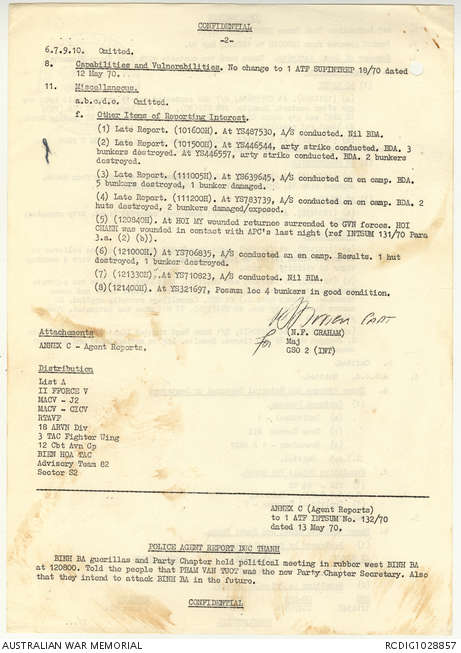 CONFIDENTIAL
-2-
6.7.9.10. Omitted.
8. Capabilities and Vulnerabilities. No change to 1 ATF SUPINTREP 18/70 dated
12 May 70.
11. Miscellaneous.
a.b.c.d.e. Omitted.
f. Other Items of Reporting Interest.
(1) Late Report. (101600H). At YS487530, A/S conducted. Nil BDA.
(2) Late Report. (101500H). At YS446544, arty strike conducted. BDA. 3
bunkers destroyed. At YS446557, arty strike conducted. BDA. 2 bunkers
destroyed.
(3) Late Report. (111005H). At YS639645, A/S conducted on en camp. BDA.
5 bunkers destroyed, 1 bunker damaged.
(4) Late Report. (111200H). At YS783739, A/S conducted on en camp. BDA. 2
huts destroyed, 2 bunkers damaged/exposed.
(5) (120840H). At HOI MY wounded returnee surrendered to GVN forces. HOI
CHANH was wounded in contact with APC's last night (ref INTSUM 131/70 Para
3.a. (2) (b)).
(6) (121000H). At YS706835, A/S conducted on en camp. Results. 1 hut
destroyed, 1 bunker destroyed.
(7) (121330H). At YS710823, A/S conducted. Nil BDA.
(8) (121400H). At YS321697, Possum loc 4 bunkers in good condition.
CAPT
for
(N.F. GRAHAM)
Maj
GSO 2 (INT)
Attachments
ANNEX C - Agent Reports.
Distribution
List A
II FFORCE V
MACV - J2
MACV - CICV
RTAVF
18 ARVN Div
3 TAC Fighter Wing
12 Cbt Avn Gp
BIEN HOA TAC
Advisory Team 82
Sector S2
ANNEX C (Agent Reports)
to 1 ATF INTSUM No. 132/70
dated 13 May 70.
POLICE AGENT REPORT DUC THANH
BINH BA guerillas and Party Chapter held political meeting in rubber west BINH BA
at 120800. Told the people that PHAM VAN TUOT was the new Party Chapter Secretary. Also
that they intend to attack BINH BA in the future.
CONFIDENTIAL
AUSTRALIAN WAR MEMORIAL
RCDIG1028857